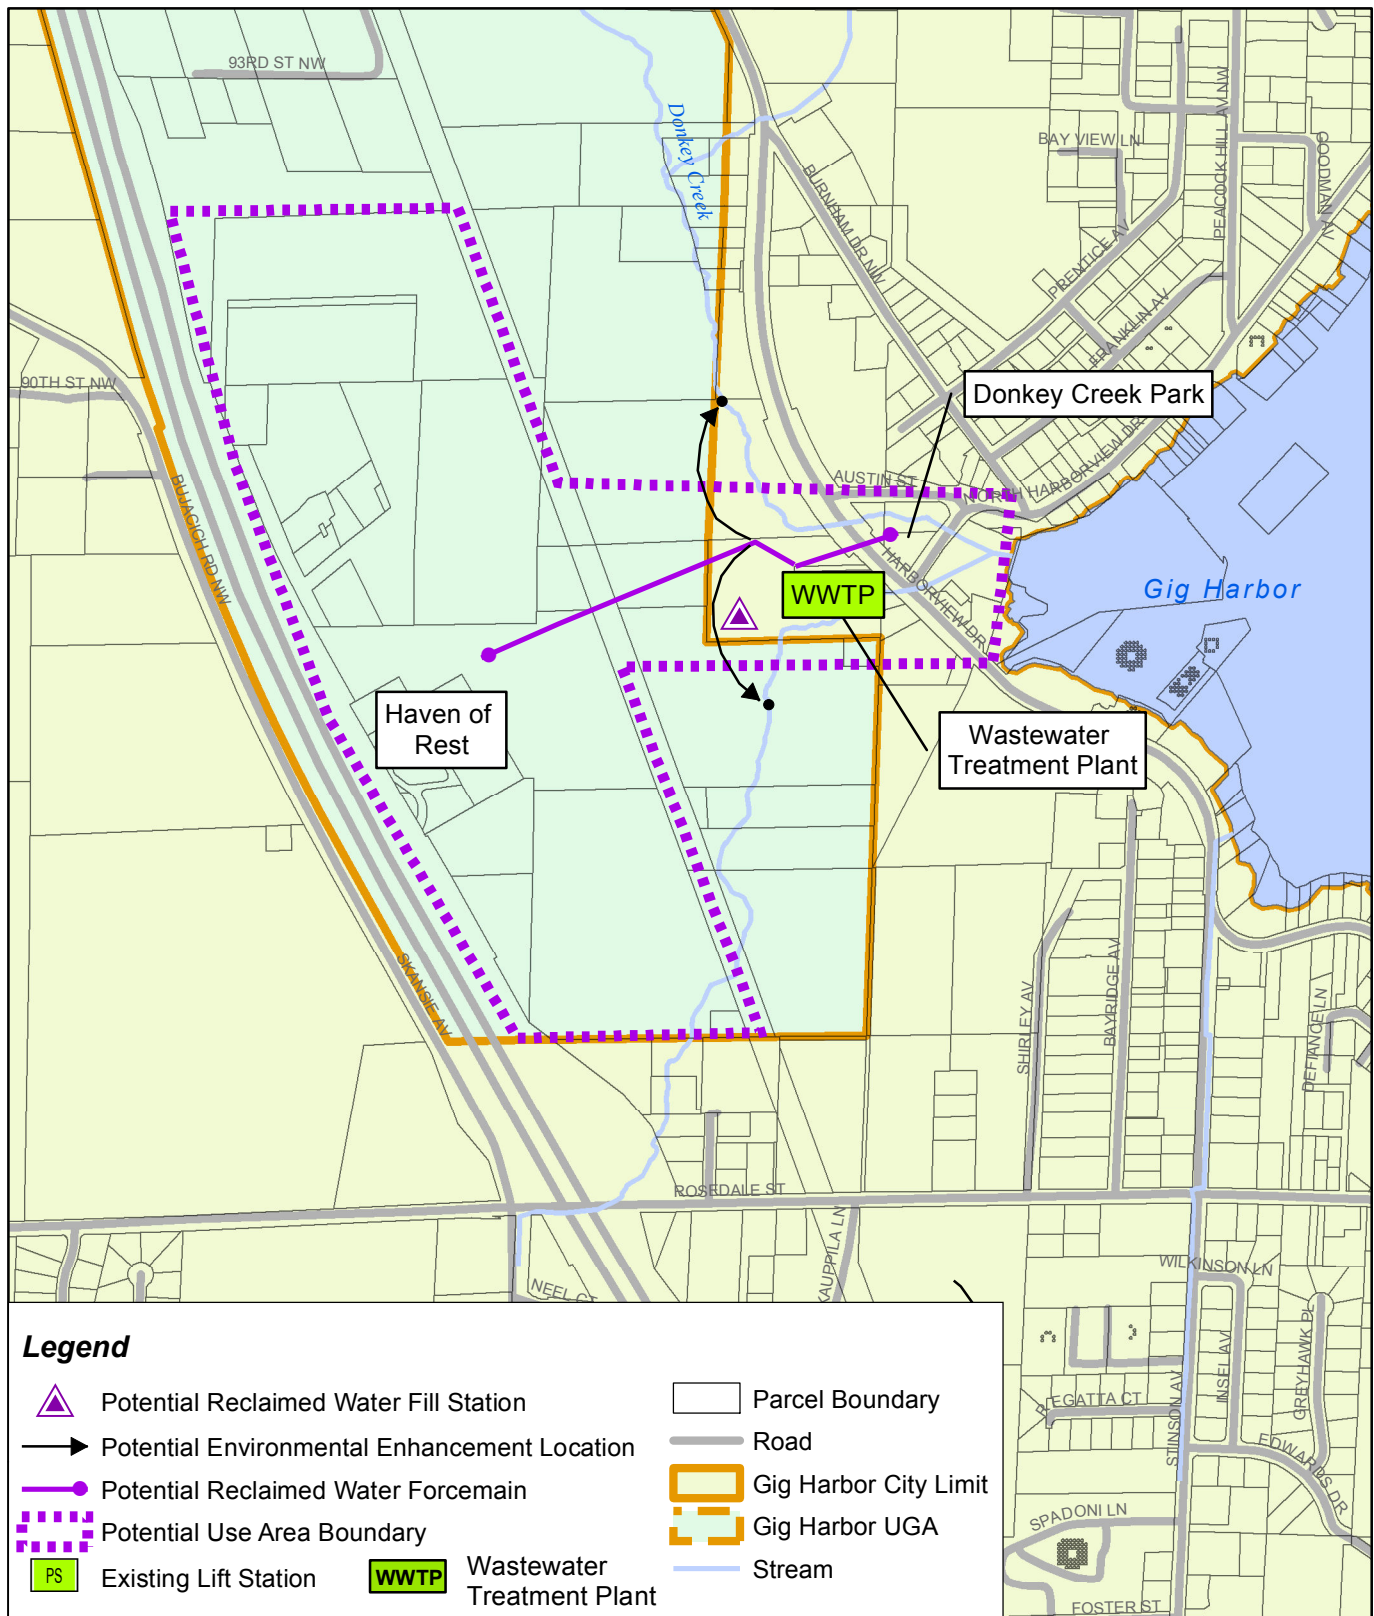 93RD ST NW
Donkey Creek
BURNHAM DR NW
BAY VIEW LN
PEACOCK HILL AV NW
GOODMAN AV
PRENTICE AV
FRANKLIN AV
90TH ST NW
Donkey Creek Park
BUJACICH RD NW
AUSTIN ST
NORTH HARBORVIEW DR
HARBORVIEW DR
WWTP
Gig Harbor
Haven of
Rest
Wastewater
Treatment Plant
SKANSIE AV
SHIRLEY AV
BAYRIDGE AV
DEFIANCE LN
ROSEDALE ST
KAUPPILA LN
NEEL CT
WILKINSON LN
GREYHAWK PL
INSEL AV
STINSON AV
REGATTA CT
EDWARDS DR
SPADONI LN
FOSTER ST
Legend
Potential Reclaimed Water Fill Station
Potential Environmental Enhancement Location
Potential Reclaimed Water Forcemain
Potential Use Area Boundary
PS
Existing Lift Station
WWTP
Wastewater
Treatment Plant
Parcel Boundary
Road
Gig Harbor City Limit
Gig Harbor UGA
Stream